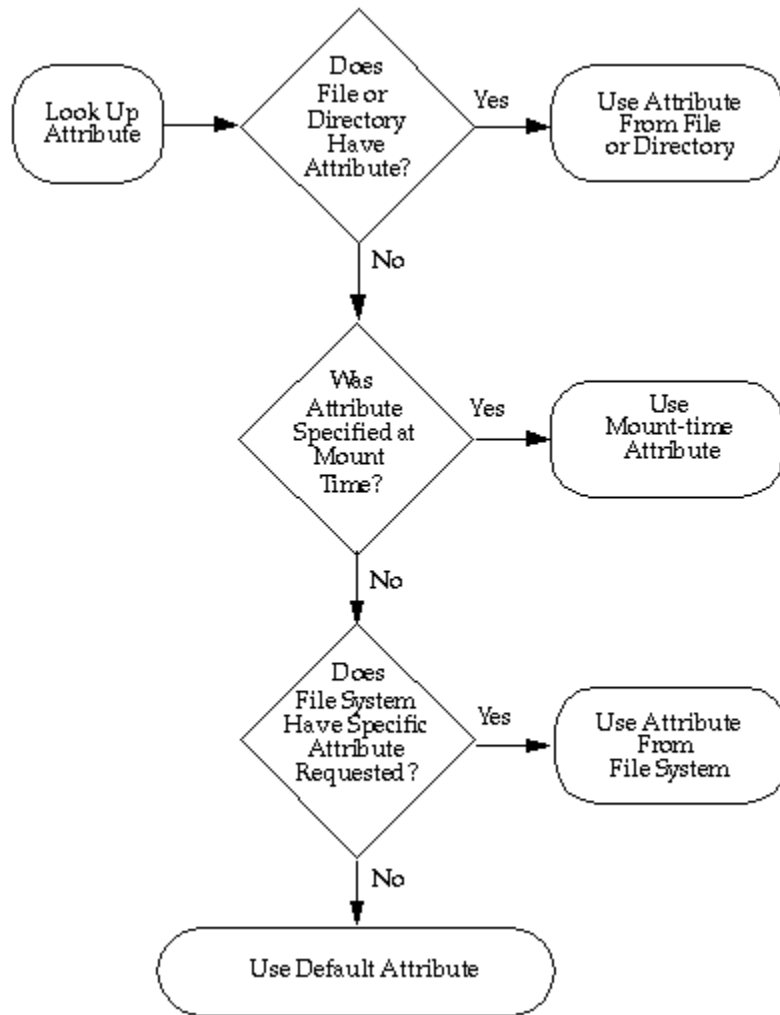 Look Up
Attribute
Does
File or
Directory
Have
Attribute?
Yes
Use Attribute
From File
or Directory
No
Was
Attribute
Specified at
Mount
Time?
Yes
Use
Mount-time
Attribute
No
Does
File System
Have Specific
Attribute
Requested?
Yes
Use Attribute
From
File System
No
Use Default Attribute